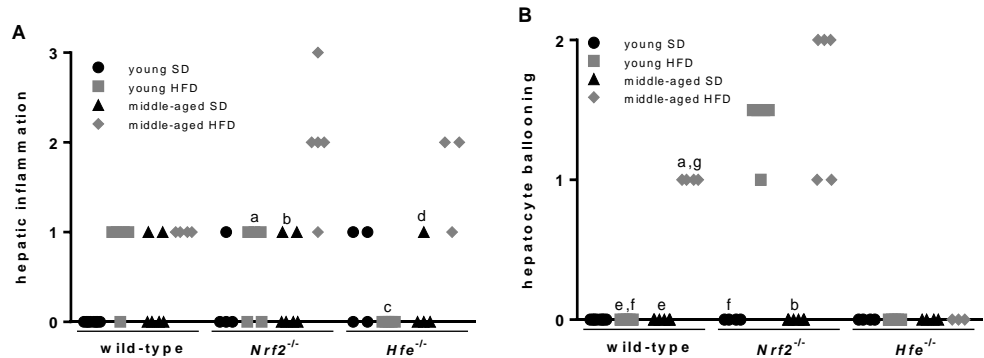 A
hepatic inflammation
3
2
1
0
young SD
young HFD
middle-aged SD
middle-aged HFD
a
b
d
c
wild-type
Nrf2-/-
Hfe-/-
B
hepatocyte ballooning
2
1
0
young SD
young HFD
middle-aged SD
middle-aged HFD
a,g
e,f
e
f
b
wild-type
Nrf2-/-
Hfe-/-